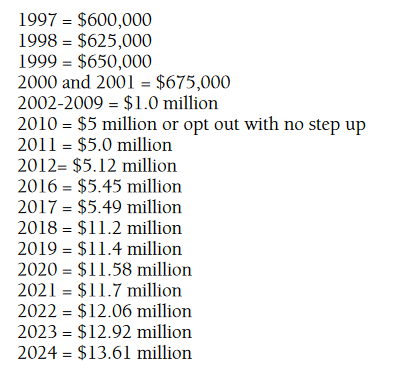 1997 = $600,000
1998 = $625,000
1999 = $650,000
2000 and 2001 = $675,000
2002-2009 = $1.0 million
2010 = $5 million or opt out with no step up
2011 = $5.0 million
2012= $5.12 million
2016 = $5.45 million
2017 = $5.49 million
2018 = $11.2 million
2019 = $11.4 million
2020 = $11.58 million
2021 = $11.7 million
2022 = $12.06 million
2023 = $12.92 million
2024 = $13.61 million